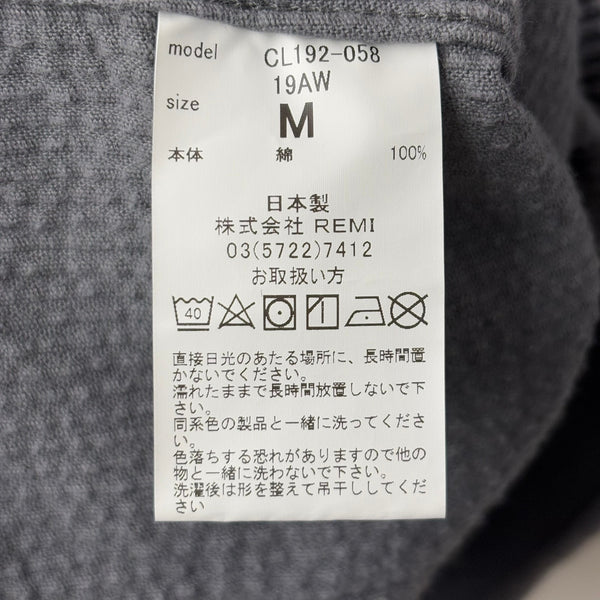 model CL192-058
19AW
size M
本体 綿 100%
日本製
株式会社 REMI
03(5722)7412
お取扱い方
40
直接日光のあたる場所に、長時間置
かないでください。
濡れたままで長時間放置しないで下
さい。
同系色の製品と一緒に洗ってください。
色落ちする恐れがありますので他の
物と一緒に洗わないで下さい。
洗濯後は形を整えて吊干ししてくだ
さい